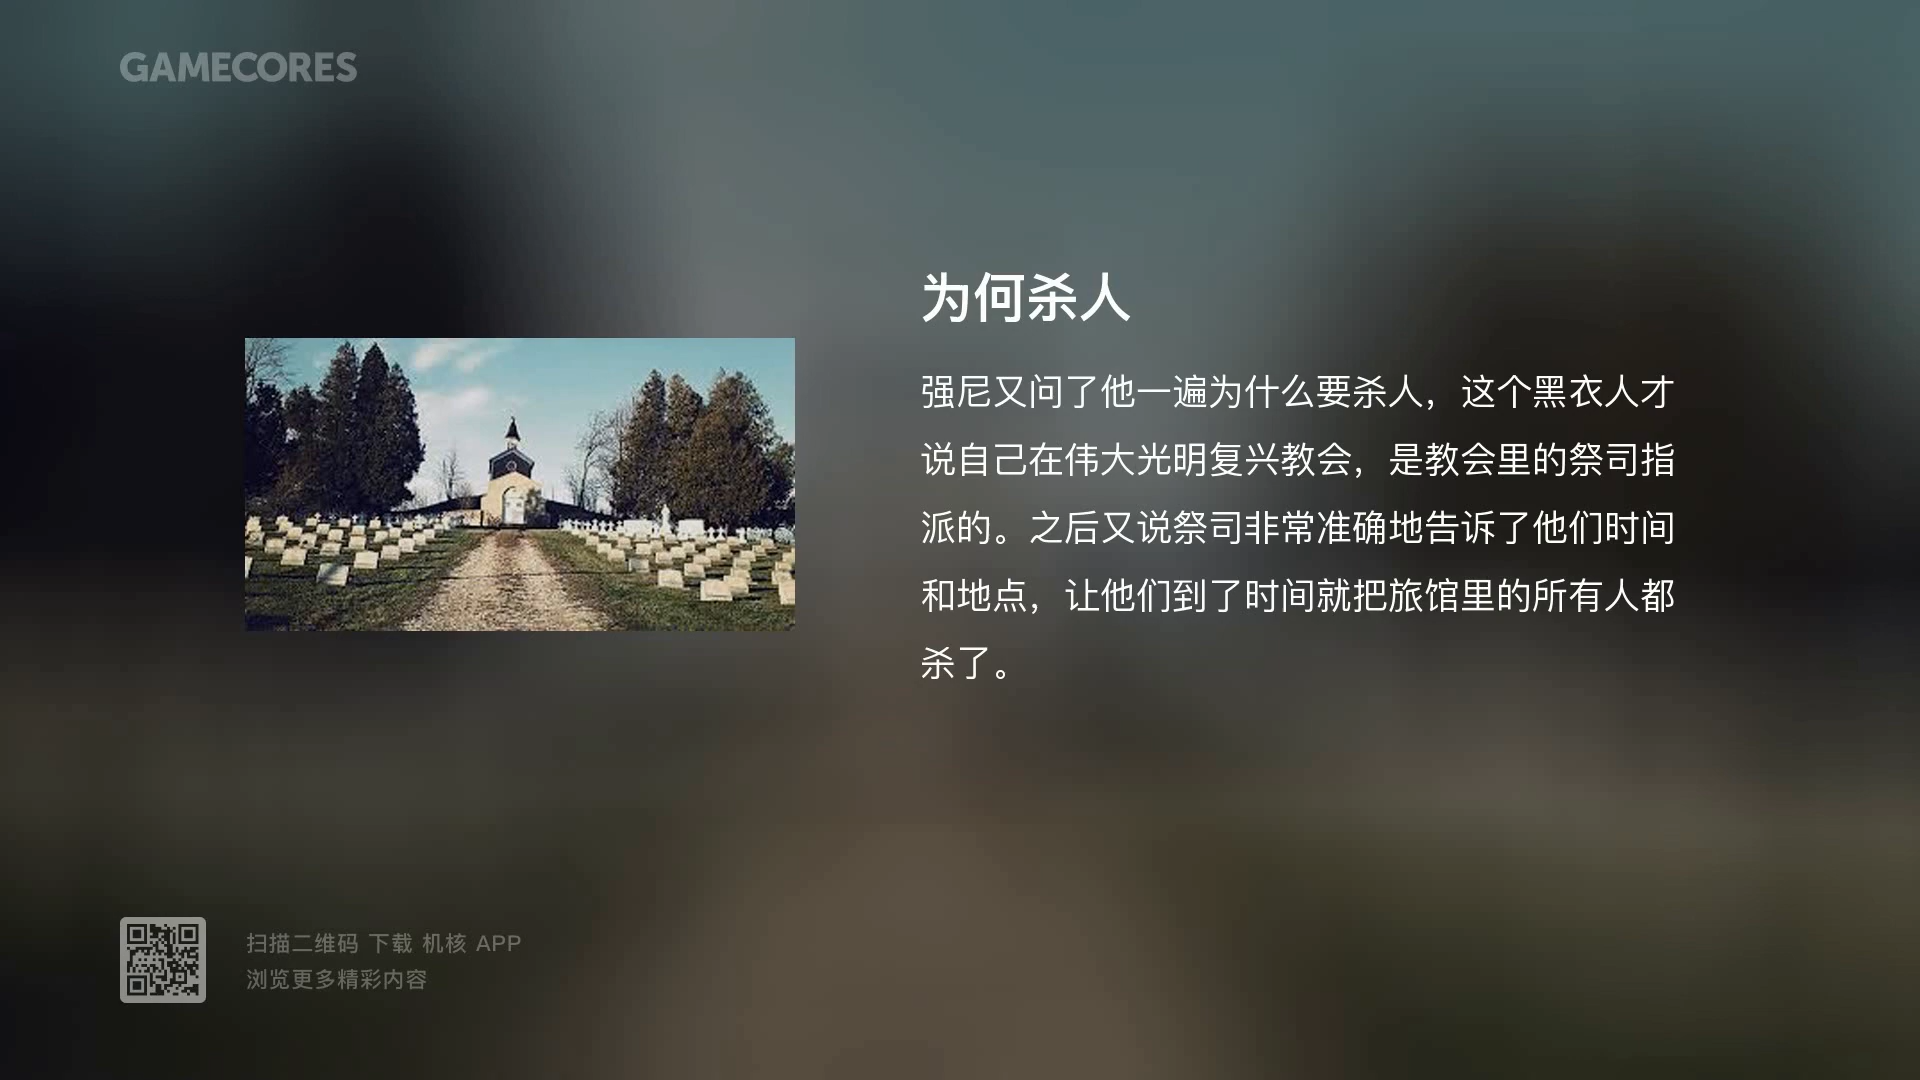 GAMECORES
为何杀人
强尼又问了他一遍为什么要杀人，这个黑衣人才
说自己在伟大光明复兴教会，是教会里的祭司指
派的。之后又说祭司非常准确地告诉了他们时间
和地点，让他们到了时间就把旅馆里的所有人都
杀了。
扫描二维码 下载 机核 APP
浏览更多精彩内容